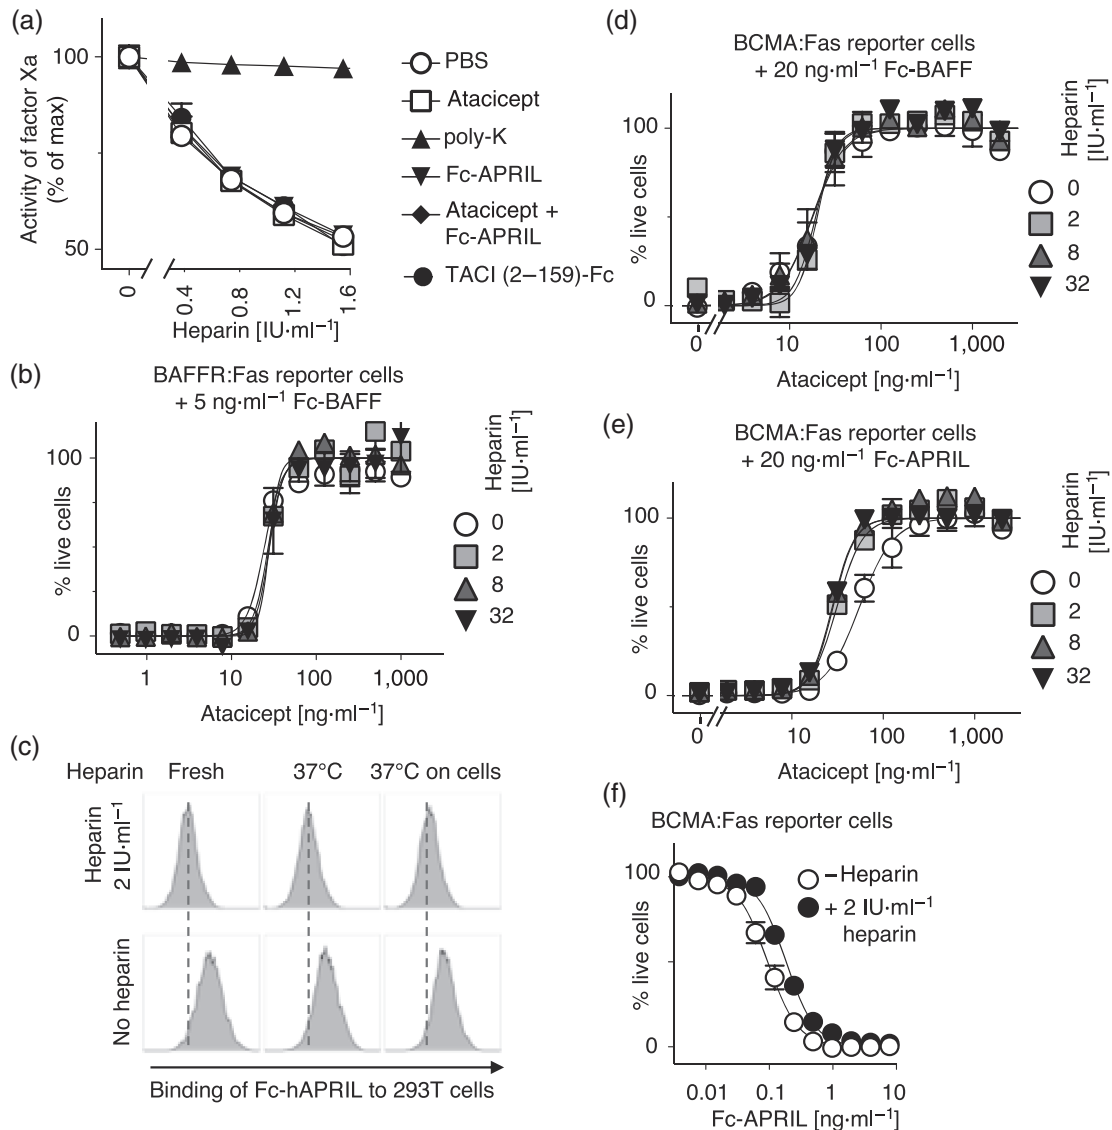 (a)
Activity of factor Xa
(% of max)
100
50
0
0.4
0.8
1.2
1.6
Heparin [IU·ml−1]
PBS
Atacicept
poly-K
Fc-APRIL
Atacicept +
Fc-APRIL
TACI (2–159)-Fc
(b)
BAFFR:Fas reporter cells
+ 5 ng·ml−1 Fc-BAFF
% live cells
100
0
1
10
100
1,000
Atacicept [ng·ml−1]
Heparin
[IU·ml−1]
0
2
8
32
(c)
Heparin
Fresh
37°C
37°C on cells
Heparin
2 IU·ml−1
No heparin
Binding of Fc-hAPRIL to 293T cells
(d)
BCMA:Fas reporter cells
+ 20 ng·ml−1 Fc-BAFF
% live cells
100
0
0
10
100
1,000
Atacicept [ng·ml−1]
Heparin
[IU·ml−1]
0
2
8
32
(e)
BCMA:Fas reporter cells
+ 20 ng·ml−1 Fc-APRIL
% live cells
100
0
0
10
100
1,000
Atacicept [ng·ml−1]
Heparin
[IU·ml−1]
0
2
8
32
(f)
BCMA:Fas reporter cells
% live cells
100
0
0.01
0.1
1
10
Fc-APRIL [ng·ml−1]
−Heparin
+ 2 IU·ml−1
heparin